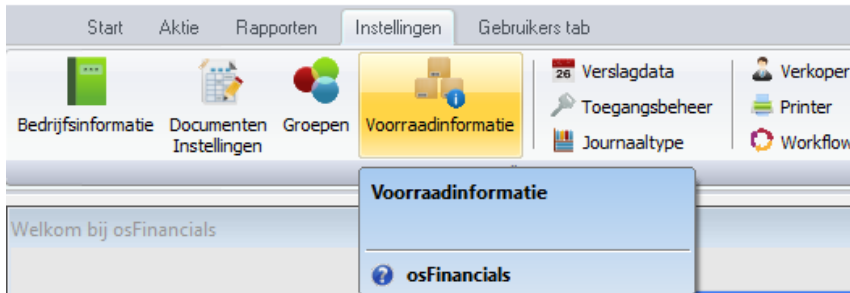 Start Aktie Rapporten Instellingen Gebruikers tab
Bedrijfsinformatie Documenten Instellingen Groepen Voorraadinformatie
26 Verslagdata
Toegangsbeheer
Journaaltype
Verkoper
Printer
Workflow
Voorraadinformatie
Welkom bij osFinancials
osFinancials